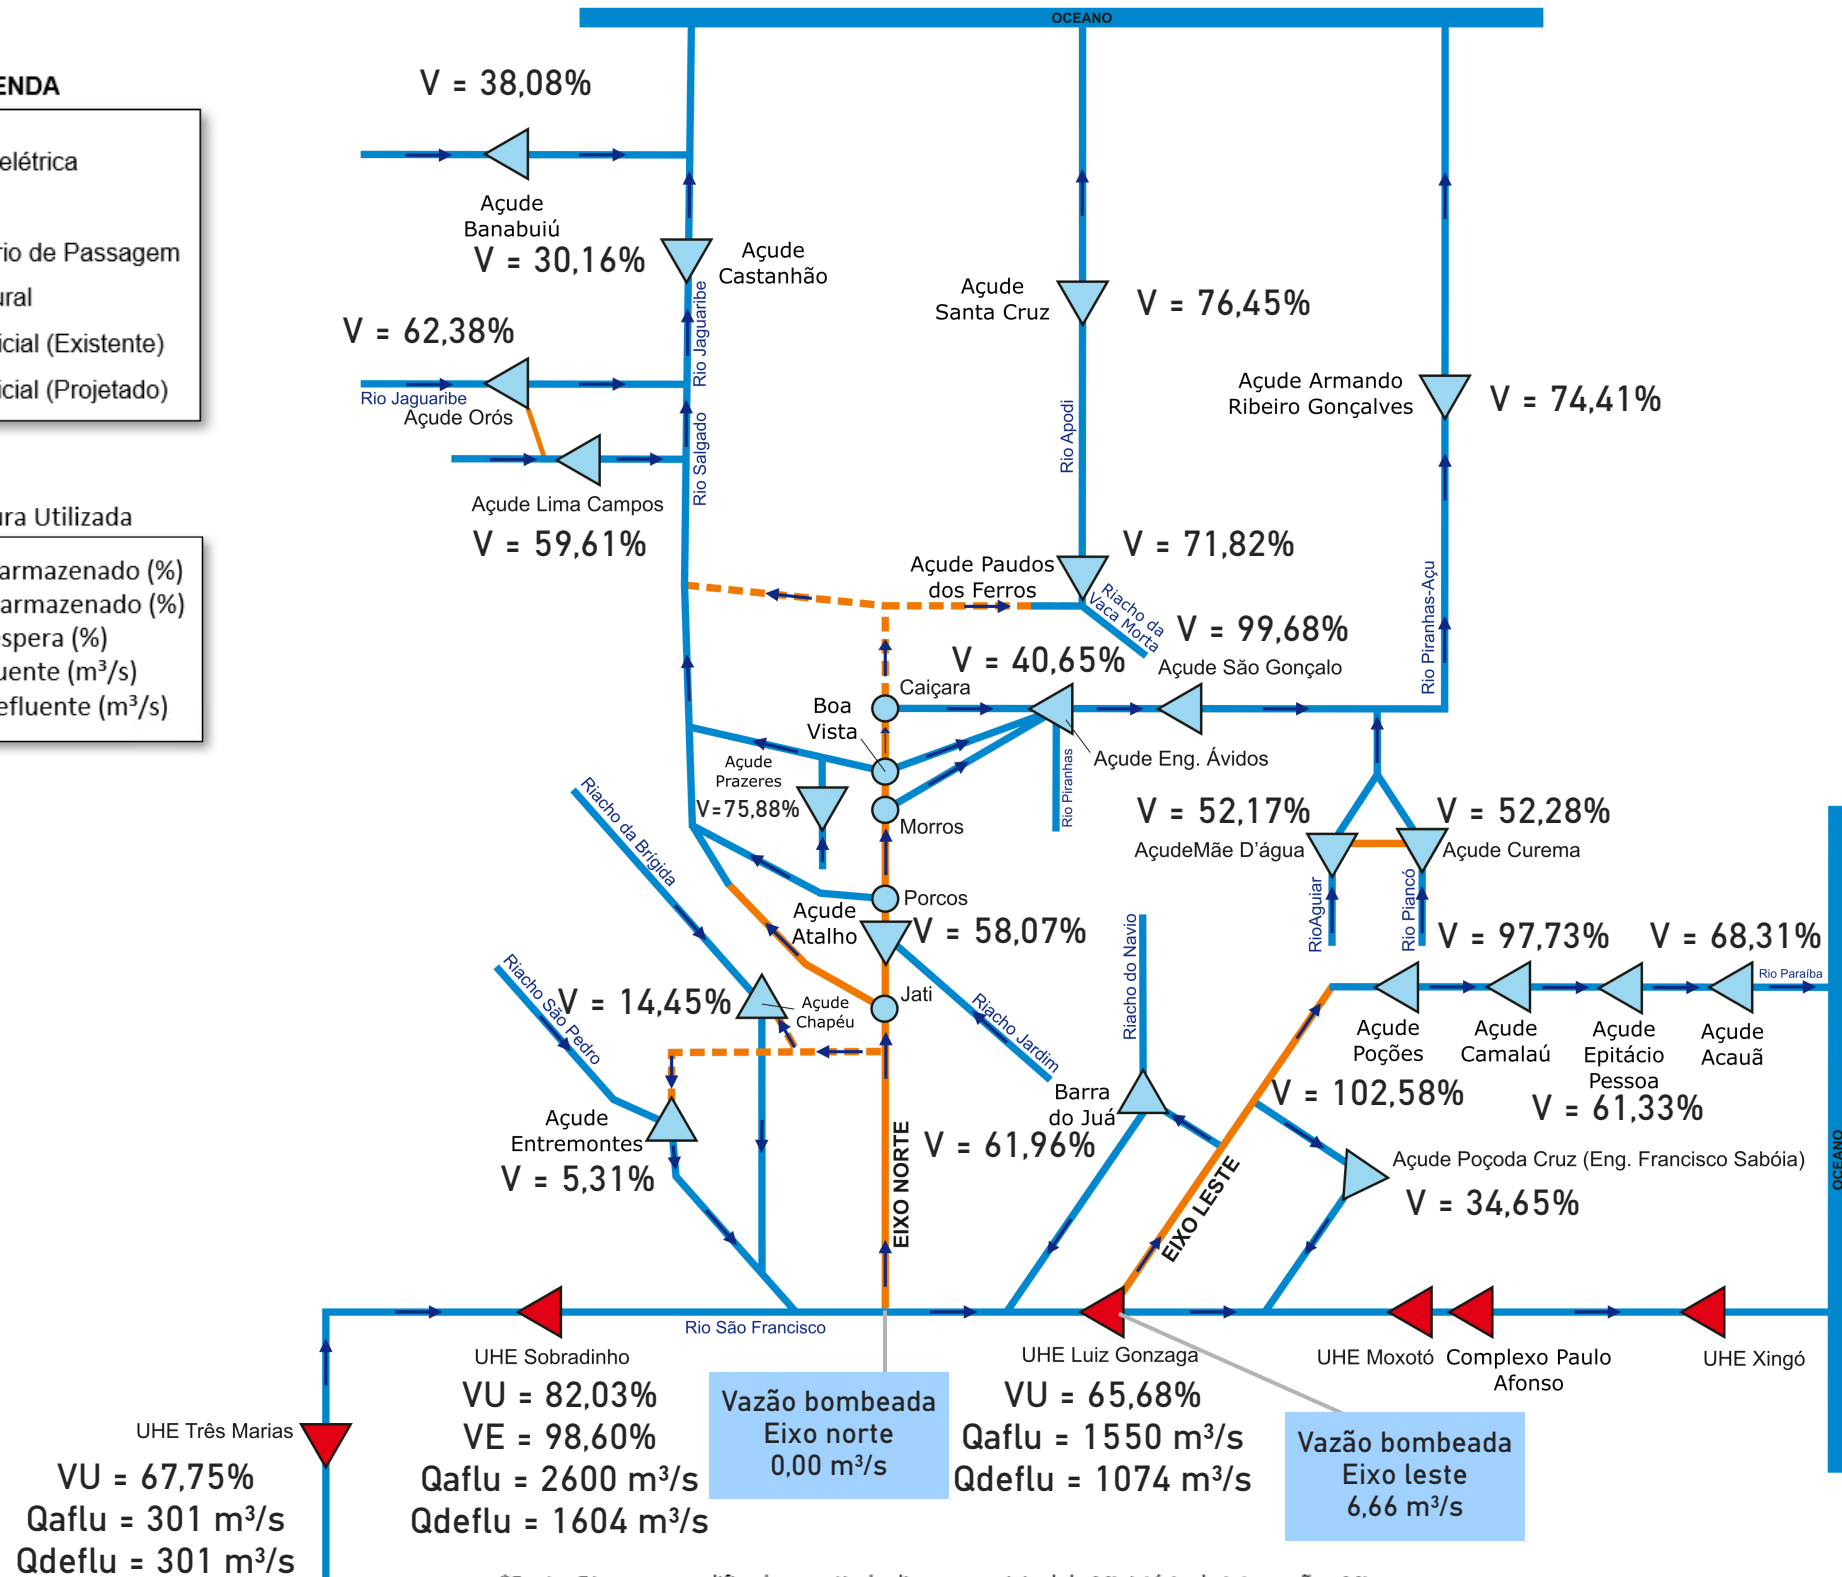 OCEANO
ENDA
elétrica
rio de Passagem
ural
icial (Existente)
icial (Projetado)
ura Utilizada
armazenado (%)
armazenado (%)
espera (%)
uente (m³/s)
efluente (m³/s)
V = 38,08%
Açude
Banabuiú
V = 30,16%
Açude
Castanhão
Rio Jaguaribe
V = 62,38%
Rio Jaguaribe
Açude Orós
Rio Salgado
Açude Lima Campos
V = 59,61%
Açude
Santa Cruz
V = 76,45%
Rio Apodi
Açude Armando
Ribeiro Gonçalves
V = 74,41%
Açude Paudos
dos Ferros
V = 71,82%
Riacho da
Vaca Morta
V = 99,68%
Açude São Gonçalo
Rio Piranhas-Açu
V = 40,65%
Caiçara
Boa
Vista
Açude Eng. Ávidos
Rio Piranhas
Açude
Prazeres
V=75,88%
Morros
Porcos
V = 52,17%
AçudeMãe D'água
V = 52,28%
Açude Curema
RioAguiar
Rio Piancó
Riacho da Brígida
Açude
Atalho
V = 58,07%
Riacho São Pedro
V = 14,45%
Açude
Chapéu
Jati
Riacho Jardim
Riacho do Navio
V = 97,73%
V = 68,31%
Rio Paraíba
Açude
Poções
Açude
Camalaú
Açude
Epitácio
Pessoa
Açude
Acauã
V = 102,58%
V = 61,33%
Barra
do Juá
V = 61,96%
Açude
Entremontes
V = 5,31%
EIXO NORTE
EIXO LESTE
Açude Poçoda Cruz (Eng. Francisco Sabóia)
V = 34,65%
OCEANO
Rio São Francisco
UHE Sobradinho
VU = 82,03%
VE = 98,60%
Qaflu = 2600 m³/s
Qdeflu = 1604 m³/s
Vazão bombeada
Eixo norte
0,00 m³/s
UHE Luiz Gonzaga
VU = 65,68%
Qaflu = 1550 m³/s
Qdeflu = 1074 m³/s
Vazão bombeada
Eixo leste
6,66 m³/s
UHE Moxotó
Complexo Paulo
Afonso
UHE Xingó
UHE Três Marias
VU = 67,75%
Qaflu = 301 m³/s
Qdeflu = 301 m³/s